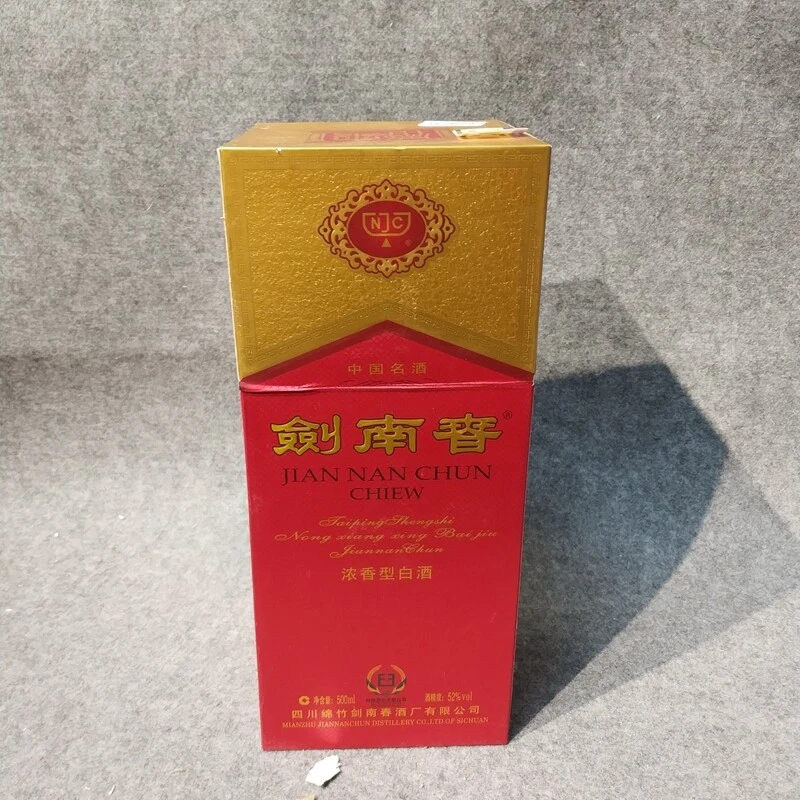 NJC
®
中国名酒
劍南春®
JIAN NAN CHUN
CHIEW
Taiping Shengshi
Nong xiang xing Bai jiu
JiannanChun
浓香型白酒
净含量: 500ml 酒精度: 52%vol
四川绵竹剑南春酒厂有限公司
MIANZHU JIANNANCHUN DISTILLERY CO.,LTD.OF SICHUAN